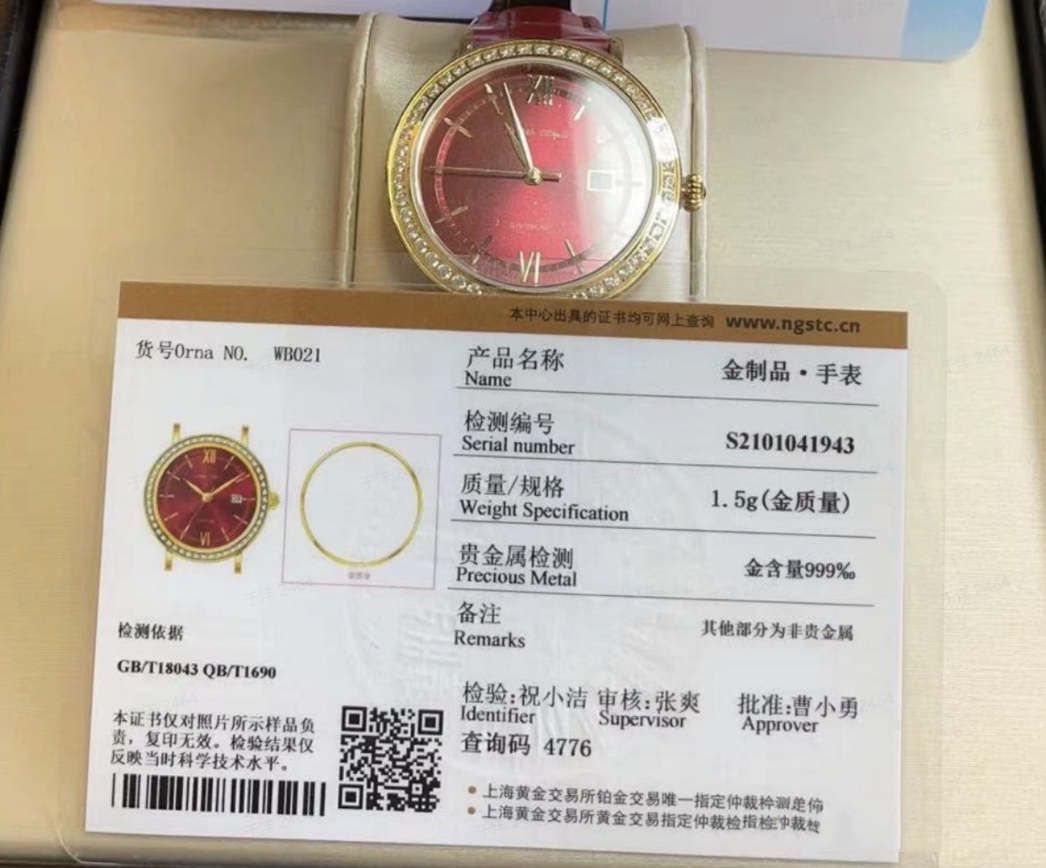 XII
VI
本中心出具的证书均可网上查询 www.ngstc.cn
货号Orna NO. WB021
产品名称
Name
金制品·手表
检测编号
Serial number
S2101041943
质量/规格
Weight Specification
1.5g(金质量)
贵金属检测
Precious Metal
金含量999‰
备注
Remarks
其他部分为非贵金属
XII
VI
检测依据
GB/T18043 QB/T1690
检验:祝小洁 审核:张爽 批准:曹小勇
Identifier Supervisor Approver
查询码 4776
本证书仅对照片所示样品负
责，复印无效。检验结果仅
反映当时科学技术水平。
上海黄金交易所铂金交易唯一指定仲裁检测单位
上海黄金交易所黄金交易指定仲裁检指检仲裁